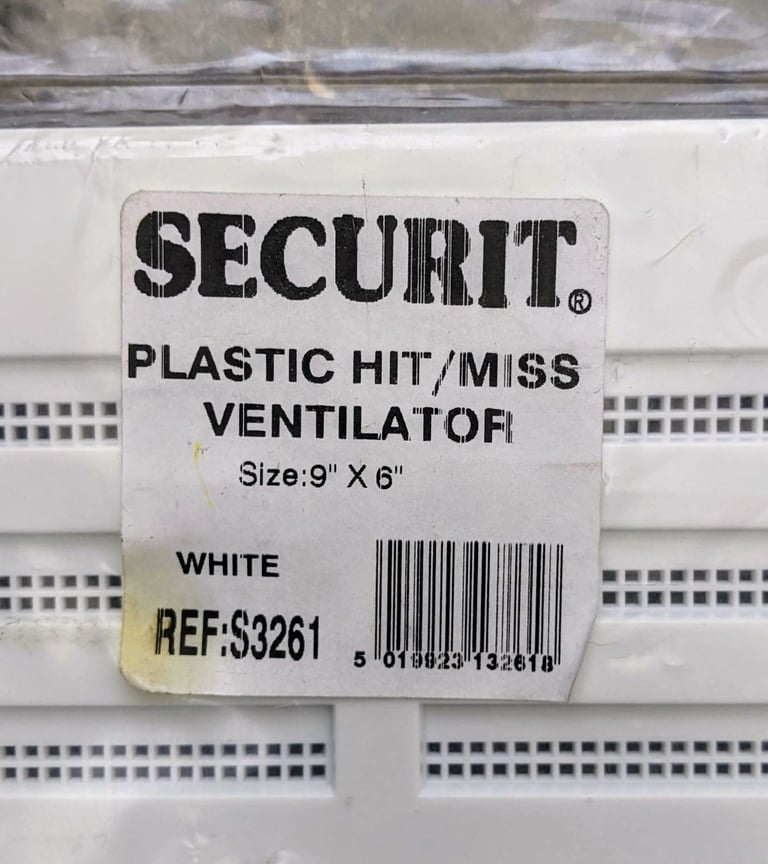 SECURIT®
PLASTIC HIT/MISS
VENTILATOR
Size:9" X 6"
WHITE
REF:S3261
5 019923 132618